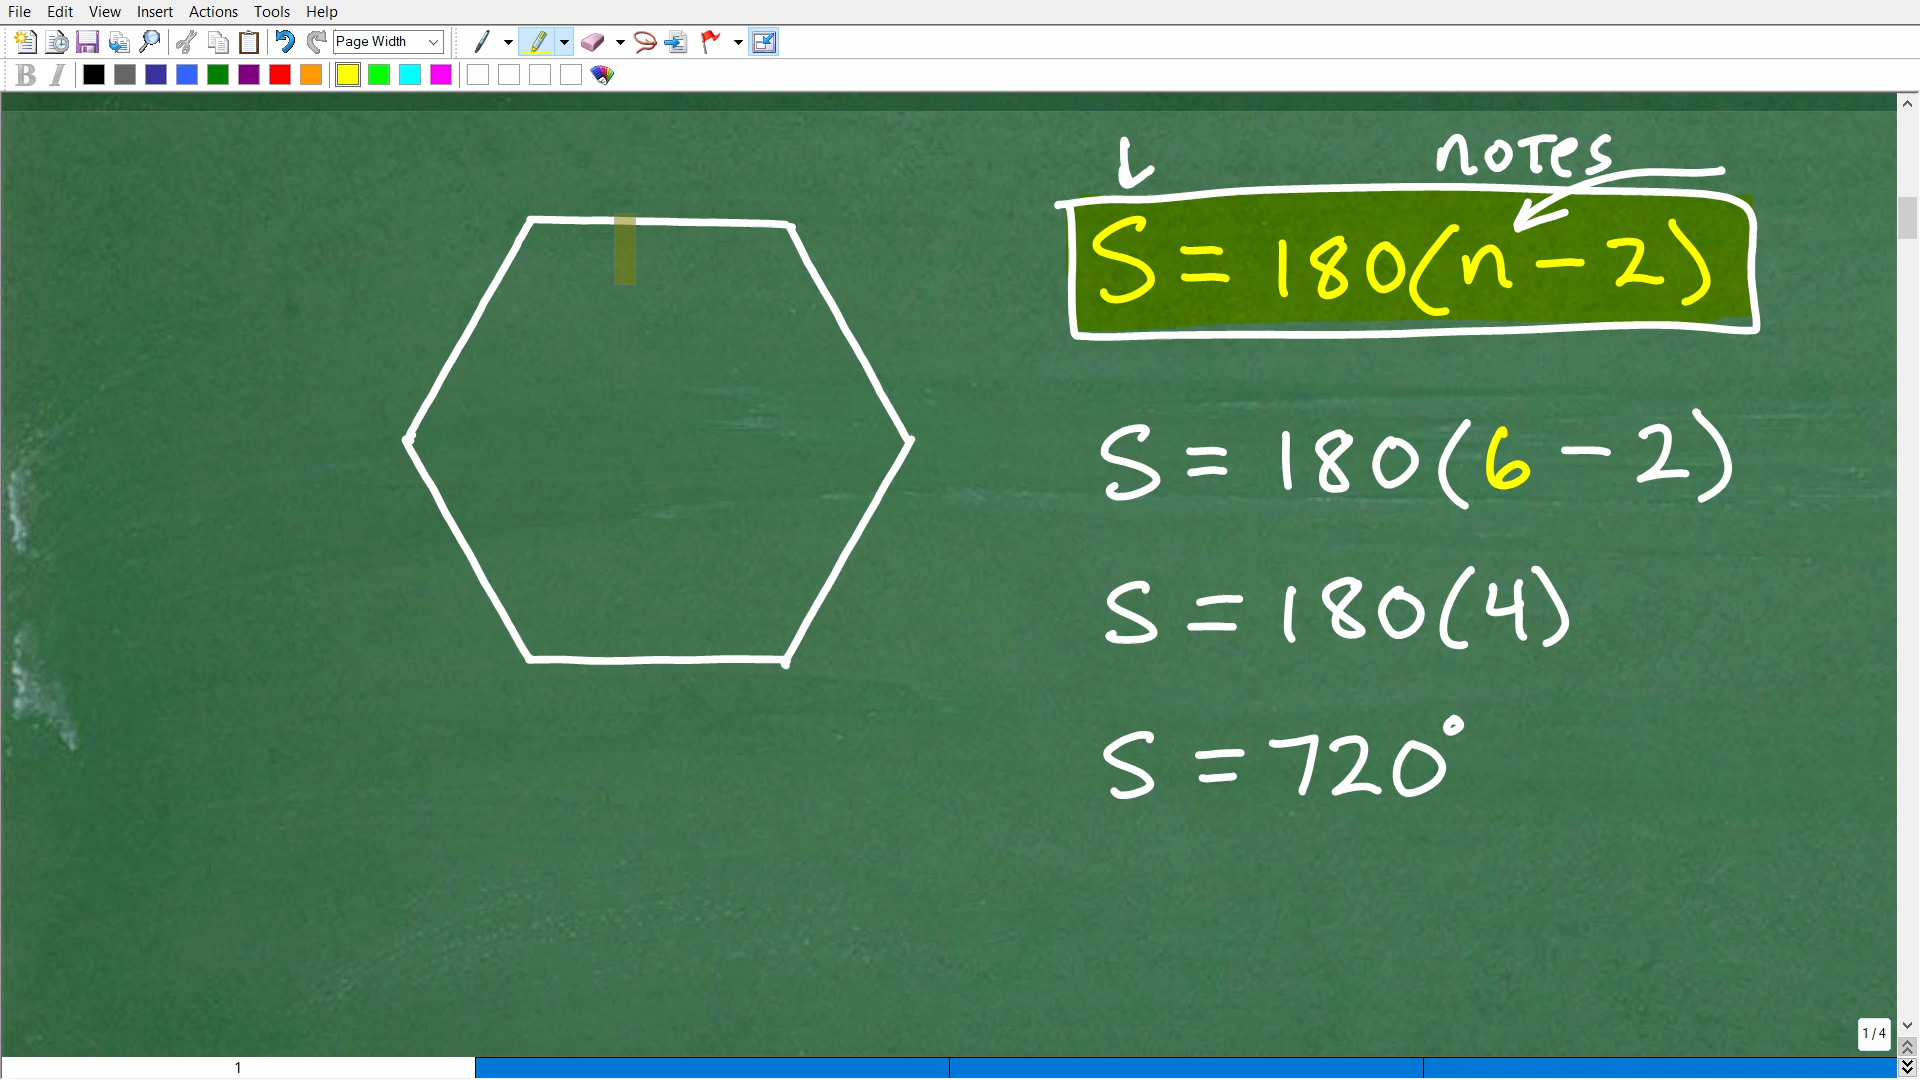 File Edit View Insert Actions Tools Help
Page Width
B I
notes
S = 180(n - 2)
S = 180(6 - 2)
S = 180(4)
S = 720°
1 / 4
1